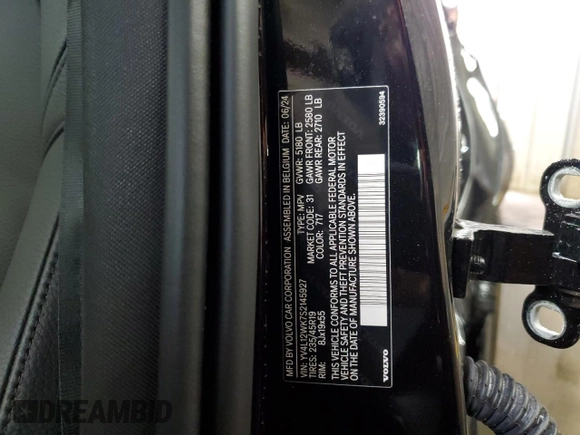 MFD BY VOLVO CAR CORPORATION ASSEMBLED IN BELGIUM DATE: 06/24
VIN: YV4L12WK7S2145927 TYPE: MPV GVWR: 5180 LB
TIRES: 235/45R19 MARKET CODE: 31 GAWR FRONT: 2580 LB
RIM: 8Jx19x55 COLOR: 717 GAWR REAR: 2710 LB
THIS VEHICLE CONFORMS TO ALL APPLICABLE FEDERAL MOTOR
VEHICLE SAFETY AND THEFT PREVENTION STANDARDS IN EFFECT
ON THE DATE OF MANUFACTURE SHOWN ABOVE.
VOLVO 32390594
DREAMBID